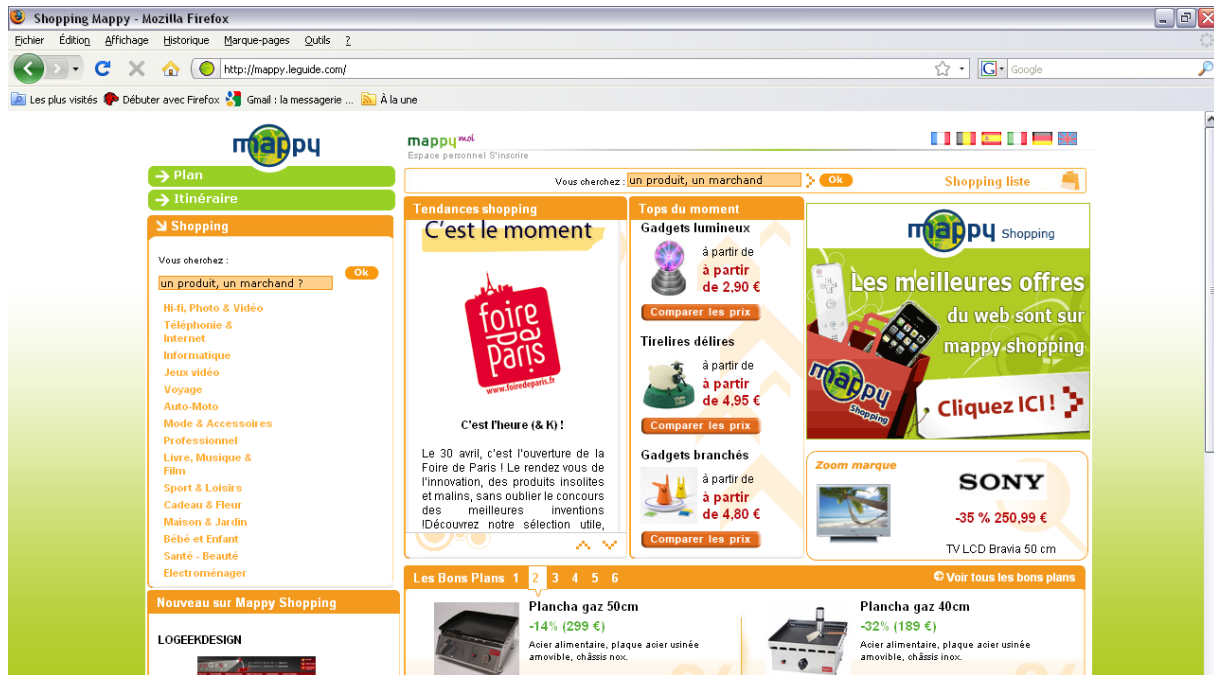 Shopping Mappy - Mozilla Firefox
Fichier Édition Affichage Historique Marque-pages Outils ?
http://mappy.leguide.com/
G Google
Les plus visités Débuter avec Firefox Gmail : la messagerie ... À la une
mappy
mappy moi
Espace personnel S'inscrire
Plan
Itinéraire
Vous cherchez : un produit, un marchand Ok Shopping liste
Shopping
Vous cherchez :
un produit, un marchand ? Ok
Hi-fi, Photo & Vidéo
Téléphonie &
Internet
Informatique
Jeux vidéo
Voyage
Auto-Moto
Mode & Accessoires
Professionnel
Livre, Musique &
Film
Sport & Loisirs
Cadeau & Fleur
Maison & Jardin
Bébé et Enfant
Santé - Beauté
Electroménager
Nouveau sur Mappy Shopping
LOGEEKDESIGN
Tendances shopping
C'est le moment
foire
de
PARIS
www.foiredeparis.fr
C'est l'heure (& K) !
Le 30 avril, c'est l'ouverture de la
Foire de Paris ! Le rendez vous de
l'innovation, des produits insolites
et malins, sans oublier le concours
des meilleures inventions
!Découvrez notre sélection utile,
Tops du moment
Gadgets lumineux
à partir de
à partir
de 2,90 €
Comparer les prix
Tirelires délires
à partir de
à partir
de 4,95 €
Comparer les prix
Gadgets branchés
à partir de
à partir
de 4,80 €
Comparer les prix
mappy Shopping
Les meilleures offres
du web sont sur
mappy shopping
mappy
Shopping
Cliquez ICI !
Zoom marque
SONY
-35 % 250,99 €
TV LCD Bravia 50 cm
Les Bons Plans 1 2 3 4 5 6 Voir tous les bons plans
Plancha gaz 50cm
-14% (299 €)
Acier alimentaire, plaque acier usinée
amovible, châssis nox.
Plancha gaz 40cm
-32% (189 €)
Acier alimentaire, plaque acier usinée
amovible, châssis inox.